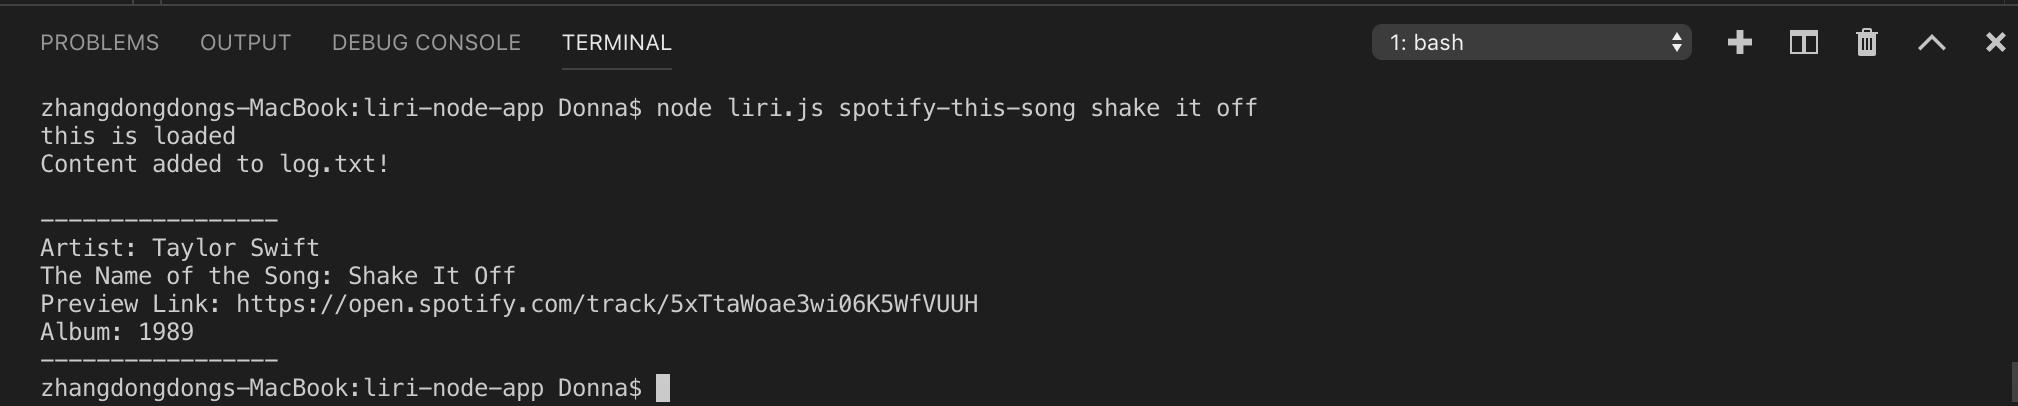 PROBLEMS OUTPUT DEBUG CONSOLE TERMINAL 1: bash
zhangdongdongs-MacBook:liri-node-app Donna$ node liri.js spotify-this-song shake it off
this is loaded
Content added to log.txt!
-----------------
Artist: Taylor Swift
The Name of the Song: Shake It Off
Preview Link: https://open.spotify.com/track/5xTtaWoae3wi06K5WfVUUH
Album: 1989
-----------------
zhangdongdongs-MacBook:liri-node-app Donna$